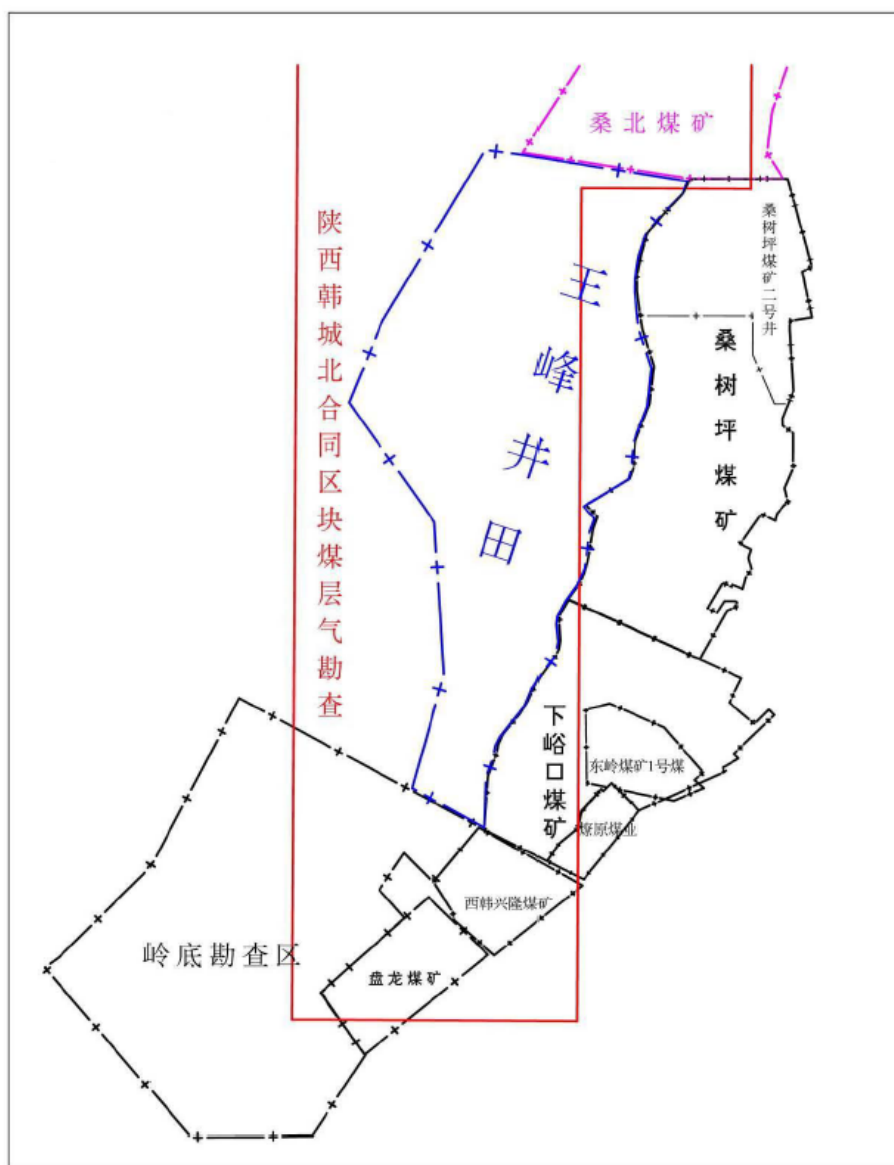 桑北煤矿
陕西韩城北合同区块煤层气勘查
王峰井田
桑树坪煤矿二号井
桑树坪煤矿
下峪口煤矿
东岭煤矿1号煤
燎原煤业
西韩兴隆煤矿
岭底勘查区
盘龙煤矿